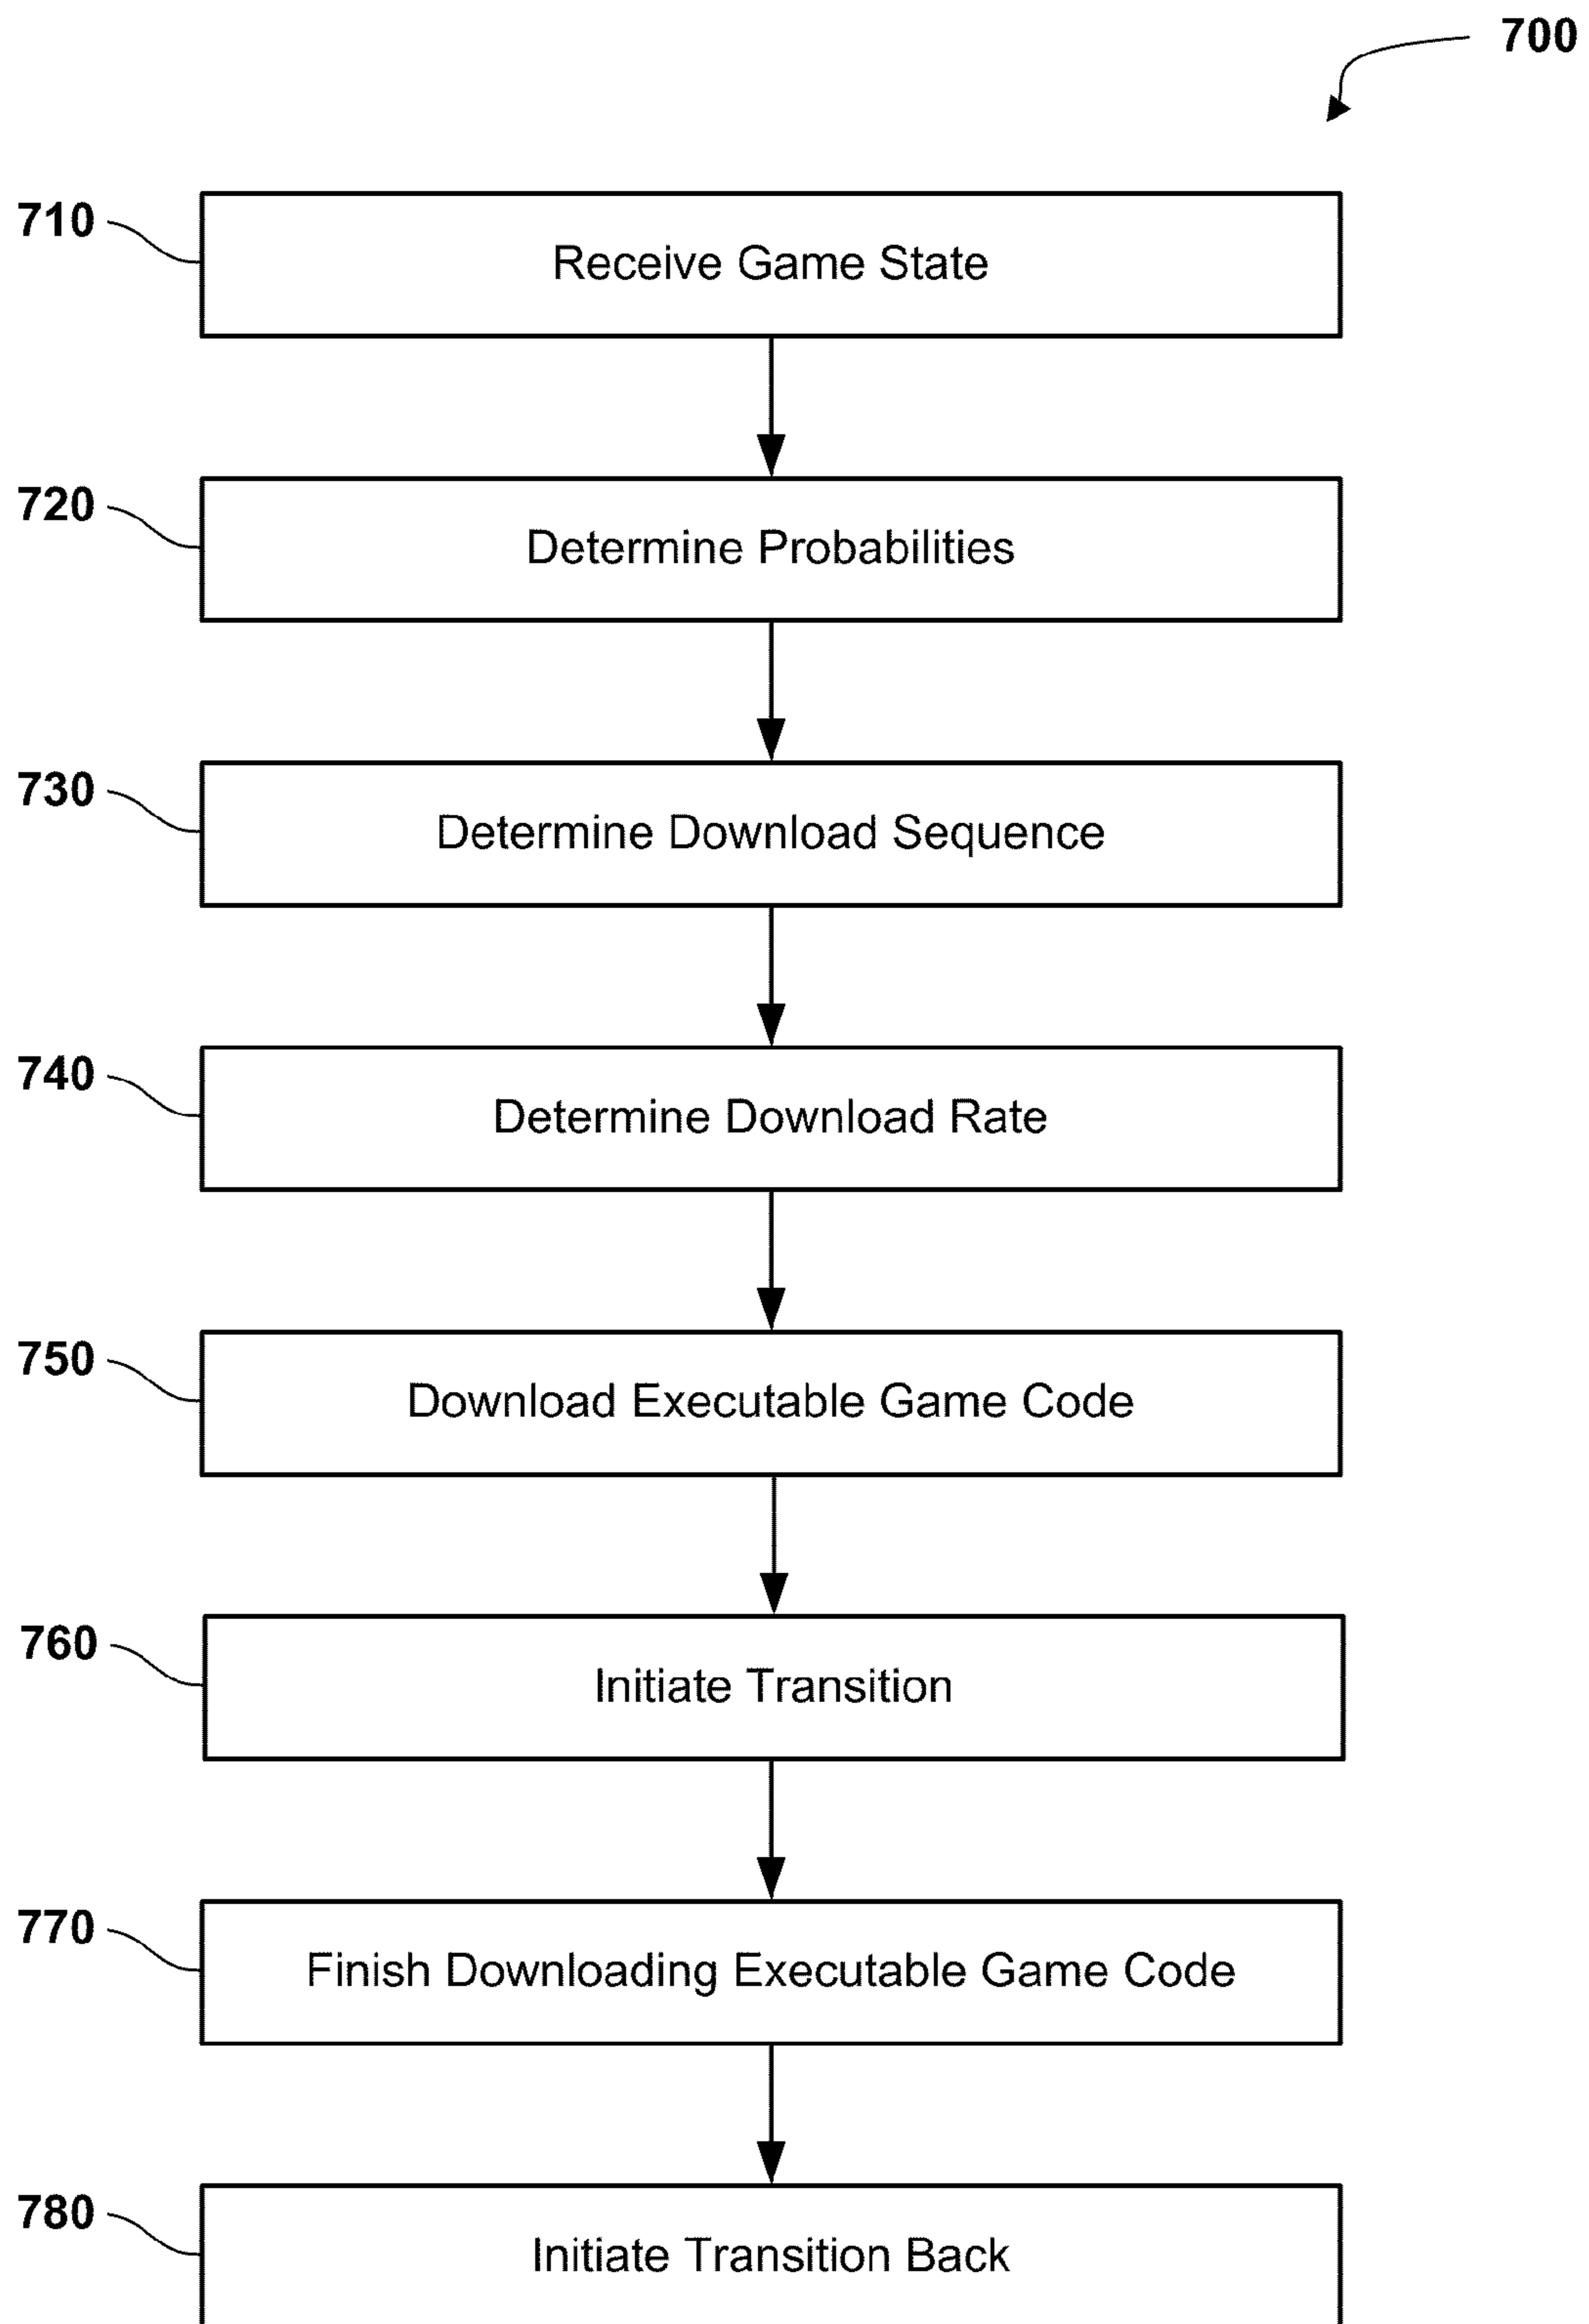 700
710
Receive Game State
720
Determine Probabilities
730
Determine Download Sequence
740
Determine Download Rate
750
Download Executable Game Code
760
Initiate Transition
770
Finish Downloading Executable Game Code
780
Initiate Transition Back